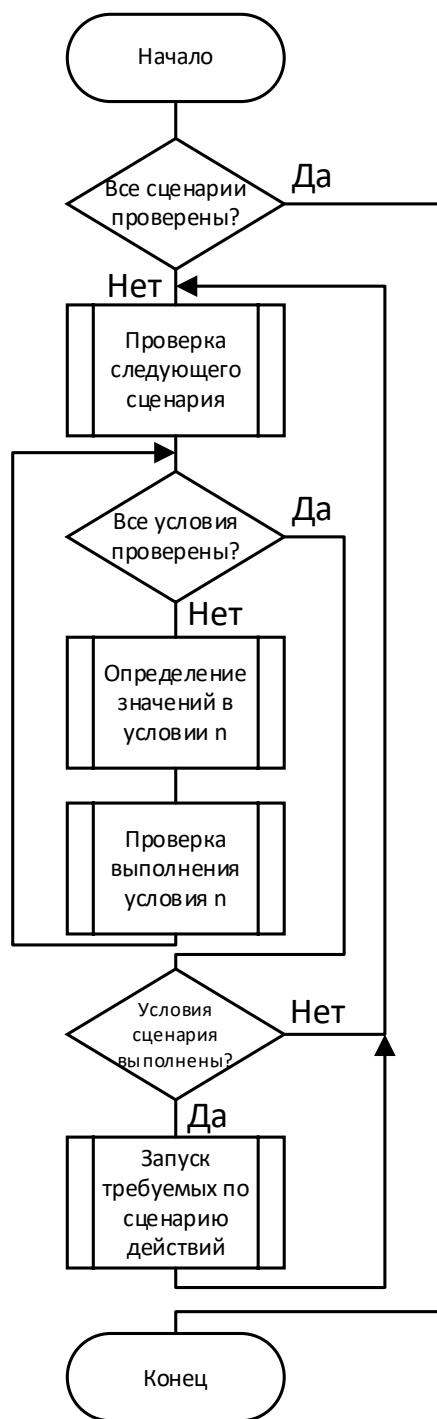 Начало
Все сценарии
проверены?
Да
Нет
Проверка
следующего
сценария
Все условия
проверены?
Да
Нет
Определение
значений в
условии n
Проверка
выполнения
условия n
Условия
сценария
выполнены?
Нет
Да
Запуск
требуемых по
сценарию
действий
Конец